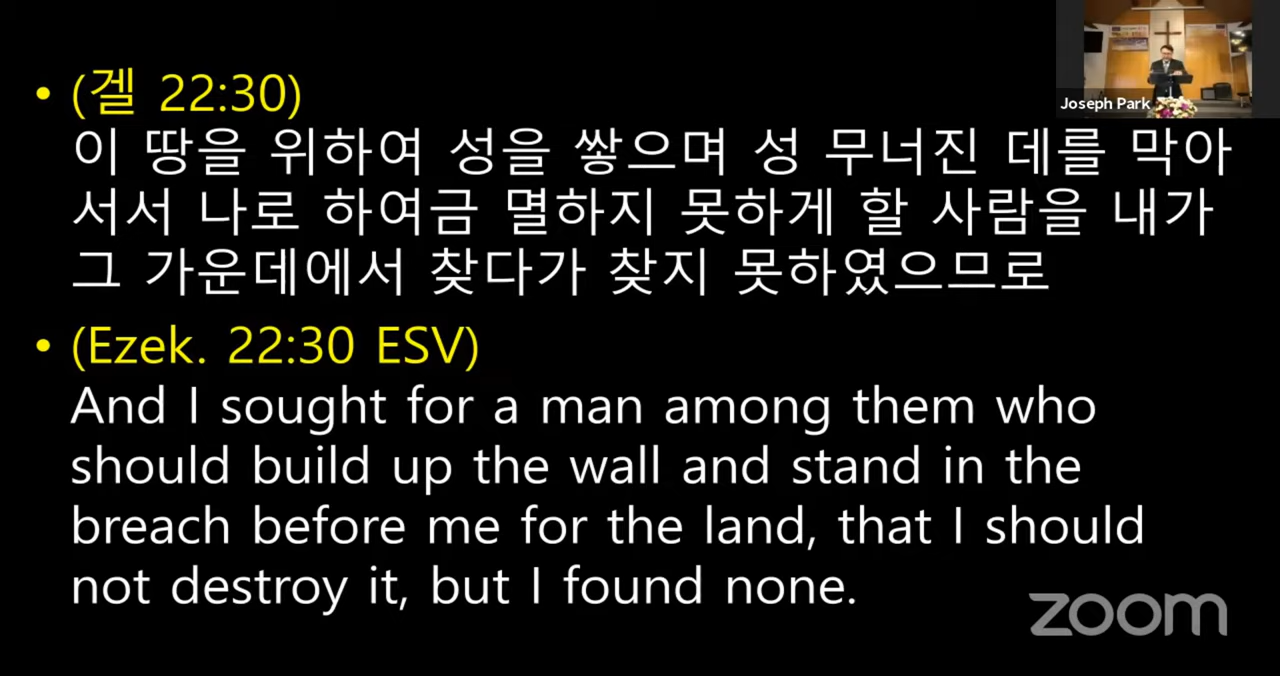 • (겔 22:30)
이 땅을 위하여 성을 쌓으며 성 무너진 데를 막아
서서 나로 하여금 멸하지 못하게 할 사람을 내가
그 가운데에서 찾다가 찾지 못하였으므로
• (Ezek. 22:30 ESV)
And I sought for a man among them who
should build up the wall and stand in the
breach before me for the land, that I should
not destroy it, but I found none.
Joseph Park
zoom